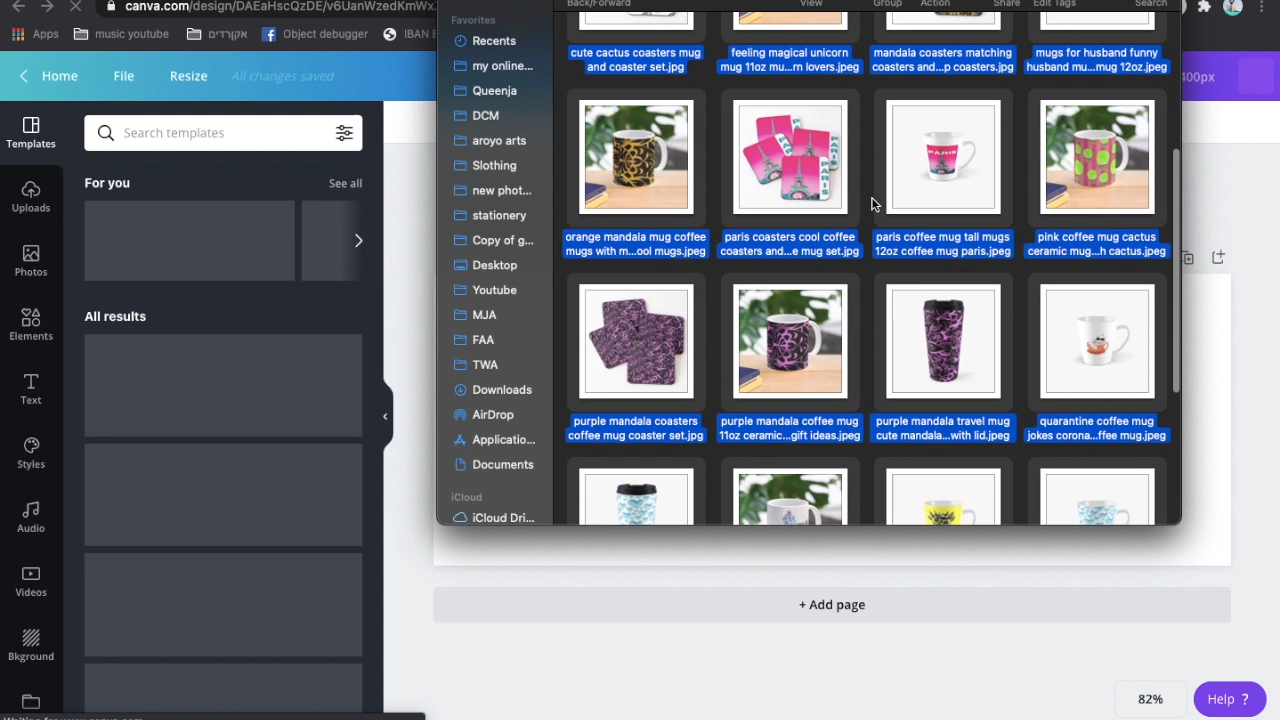 canva.com/design/DAEaHscQzDE/v6UanWzedKmWx
Apps
music youtube
אקורדים
Object debugger
IBAN
Home
File
Resize
All changes saved
400px
Templates
Uploads
Photos
Elements
Text
Styles
Audio
Videos
Bkground
Search templates
For you
See all
All results
Favorites
Recents
my online...
Queenja
DCM
aroyo arts
Slothing
new phot...
stationery
Copy of g...
Desktop
Youtube
MJA
FAA
TWA
Downloads
AirDrop
Applicatio...
Documents
iCloud
iCloud Dri...
Back/Forward
View
Group
Action
Share
Edit Tags
Search
cute cactus coasters mug
and coaster set.jpg
feeling magical unicorn
mug 11oz mu...rn lovers.jpeg
mandala coasters matching
coasters and...p coasters.jpg
mugs for husband funny
husband mu...mug 12oz.jpeg
PARIS
PARIS
orange mandala mug coffee
mugs with m...ool mugs.jpeg
paris coasters cool coffee
coasters and...e mug set.jpg
paris coffee mug tall mugs
12oz coffee mug paris.jpeg
pink coffee mug cactus
ceramic mug...h cactus.jpeg
purple mandala coasters
coffee mug coaster set.jpg
purple mandala coffee mug
11oz ceramic...gift ideas.jpeg
purple mandala travel mug
cute mandala...with lid.jpeg
quarantine coffee mug
jokes corona...ffee mug.jpeg
+ Add page
82%
Help ?